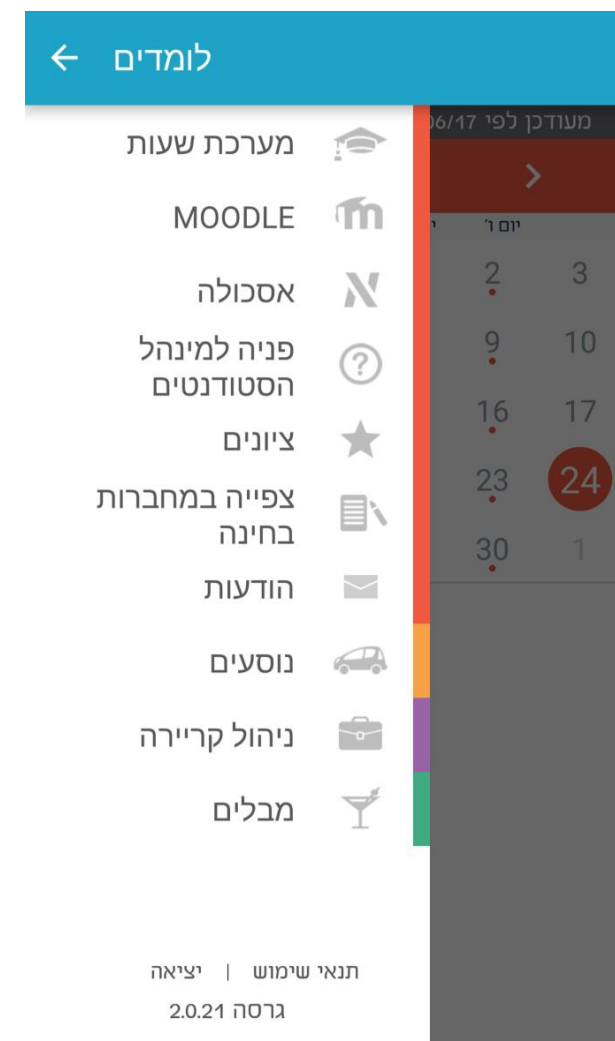 לומדים
מערכת שעות
MOODLE
אסכולה
פניה למינהל
הסטודנטים
ציונים
צפייה במחברות
בחינה
הודעות
נוסעים
ניהול קריירה
מבלים
תנאי שימוש | יציאה
גרסה 2.0.21
מעודכן לפי 06/17
יום ו'
2 3
9 10
16 17
23 24
30 1